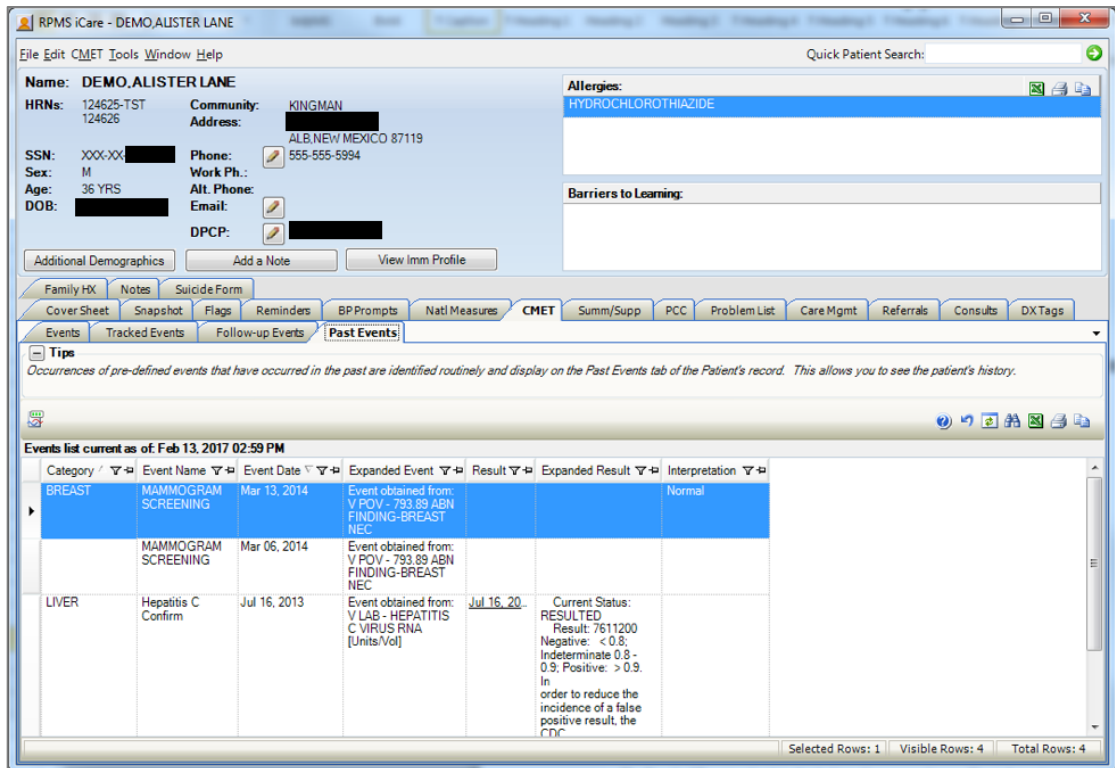 RPMS iCare - DEMO,ALISTER LANE
File Edit CMET Tools Window Help
Quick Patient Search:
Name: DEMO,ALISTER LANE
HRNs: 124625-TST
124626
Community: KINGMAN
Address:
ALB,NEW MEXICO 87119
SSN: XXX-XX-
Phone: 555-555-5994
Sex: M
Work Ph.:
Age: 36 YRS
Alt. Phone:
DOB:
Email:
DPCP:
Allergies:
HYDROCHLOROTHIAZIDE
Barriers to Learning:
Additional Demographics
Add a Note
View Imm Profile
Family HX Notes Suicide Form
Cover Sheet Snapshot Flags Reminders BP Prompts Natl Measures CMET Summ/Supp PCC Problem List Care Mgmt Referrals Consults DX Tags
Events Tracked Events Follow-up Events Past Events
Tips
Occurrences of pre-defined events that have occurred in the past are identified routinely and display on the Past Events tab of the Patient's record. This allows you to see the patient's history.
Events list current as of: Feb 13, 2017 02:59 PM
Category Event Name Event Date Expanded Event Result Expanded Result Interpretation
BREAST
MAMMOGRAM
SCREENING
Mar 13, 2014
Event obtained from:
V POV - 793.89 ABN
FINDING-BREAST
NEC
Normal
MAMMOGRAM
SCREENING
Mar 06, 2014
Event obtained from:
V POV - 793.89 ABN
FINDING-BREAST
NEC
LIVER
Hepatitis C
Confirm
Jul 16, 2013
Event obtained from:
V LAB - HEPATITIS
C VIRUS RNA
[Units/Vol]
Jul 16, 20...
Current Status:
RESULTED
Result: 7611200
Negative: < 0.8;
Indeterminate 0.8 -
0.9; Positive: > 0.9.
In
order to reduce the
incidence of a false
positive result, the
CDC
Selected Rows: 1 Visible Rows: 4 Total Rows: 4